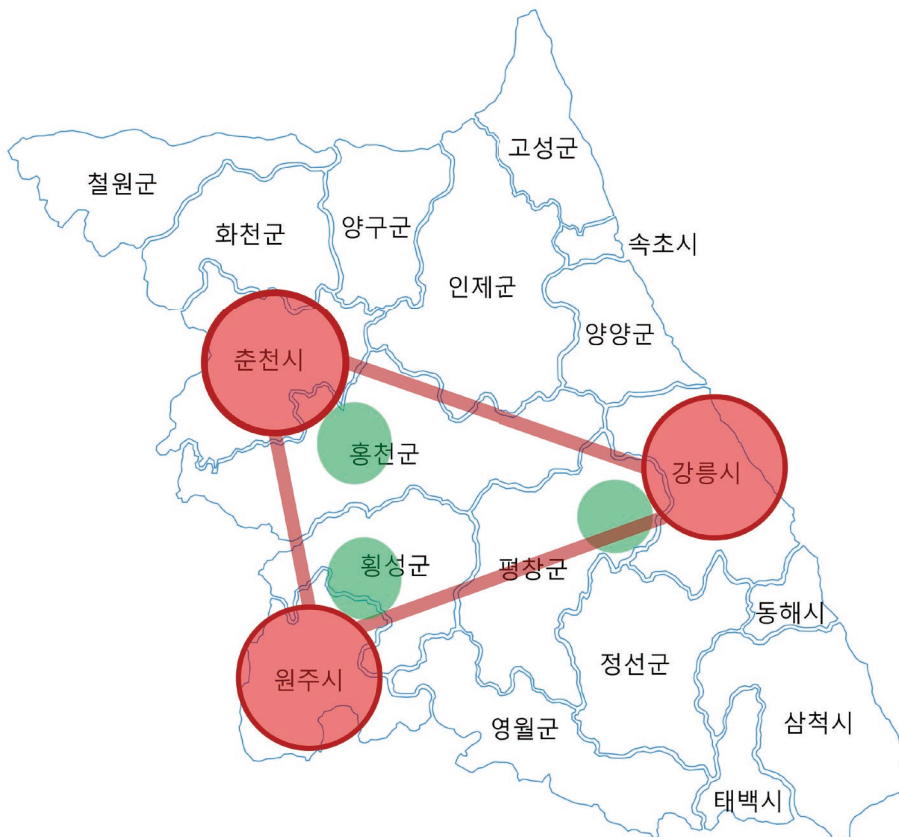 고성군
철원군
양구군
화천군
속초시
인제군
양양군
춘천시
홍천군
강릉시
횡성군
평창군
동해시
정선군
원주시
영월군
삼척시
태백시